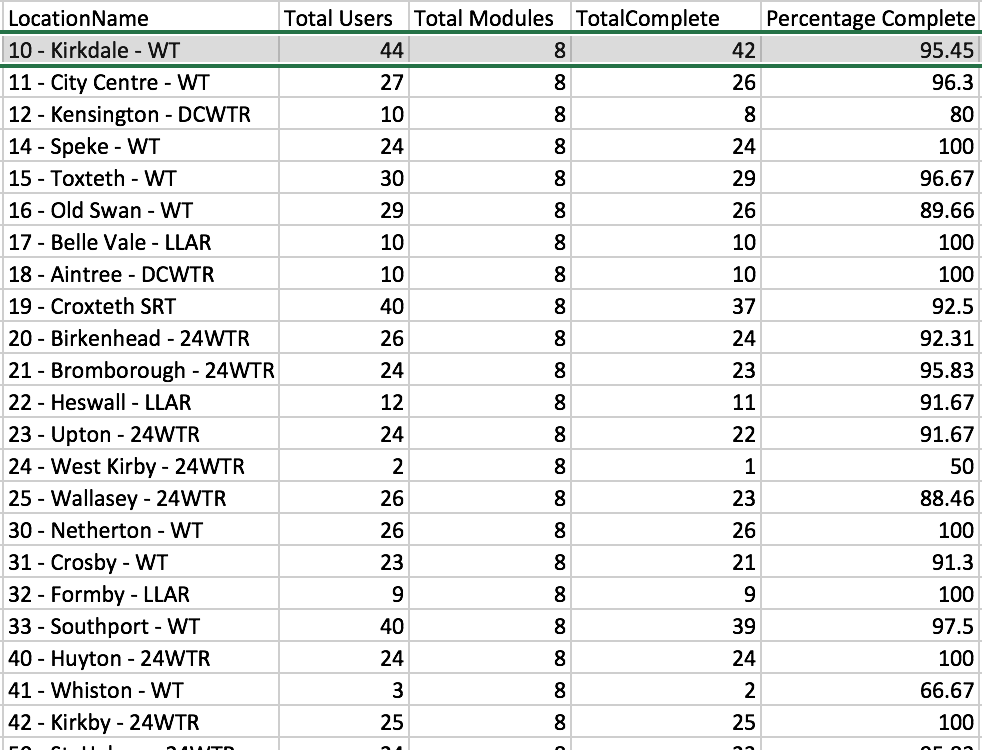 LocationName Total Users Total Modules TotalComplete Percentage Complete
10 - Kirkdale - WT 44 8 42 95.45
11 - City Centre - WT 27 8 26 96.3
12 - Kensington - DCWTR 10 8 8 80
14 - Speke - WT 24 8 24 100
15 - Toxteth - WT 30 8 29 96.67
16 - Old Swan - WT 29 8 26 89.66
17 - Belle Vale - LLAR 10 8 10 100
18 - Aintree - DCWTR 10 8 10 100
19 - Croxteth SRT 40 8 37 92.5
20 - Birkenhead - 24WTR 26 8 24 92.31
21 - Bromborough - 24WTR 24 8 23 95.83
22 - Heswall - LLAR 12 8 11 91.67
23 - Upton - 24WTR 24 8 22 91.67
24 - West Kirby - 24WTR 2 8 1 50
25 - Wallasey - 24WTR 26 8 23 88.46
30 - Netherton - WT 26 8 26 100
31 - Crosby - WT 23 8 21 91.3
32 - Formby - LLAR 9 8 9 100
33 - Southport - WT 40 8 39 97.5
40 - Huyton - 24WTR 24 8 24 100
41 - Whiston - WT 3 8 2 66.67
42 - Kirkby - 24WTR 25 8 25 100